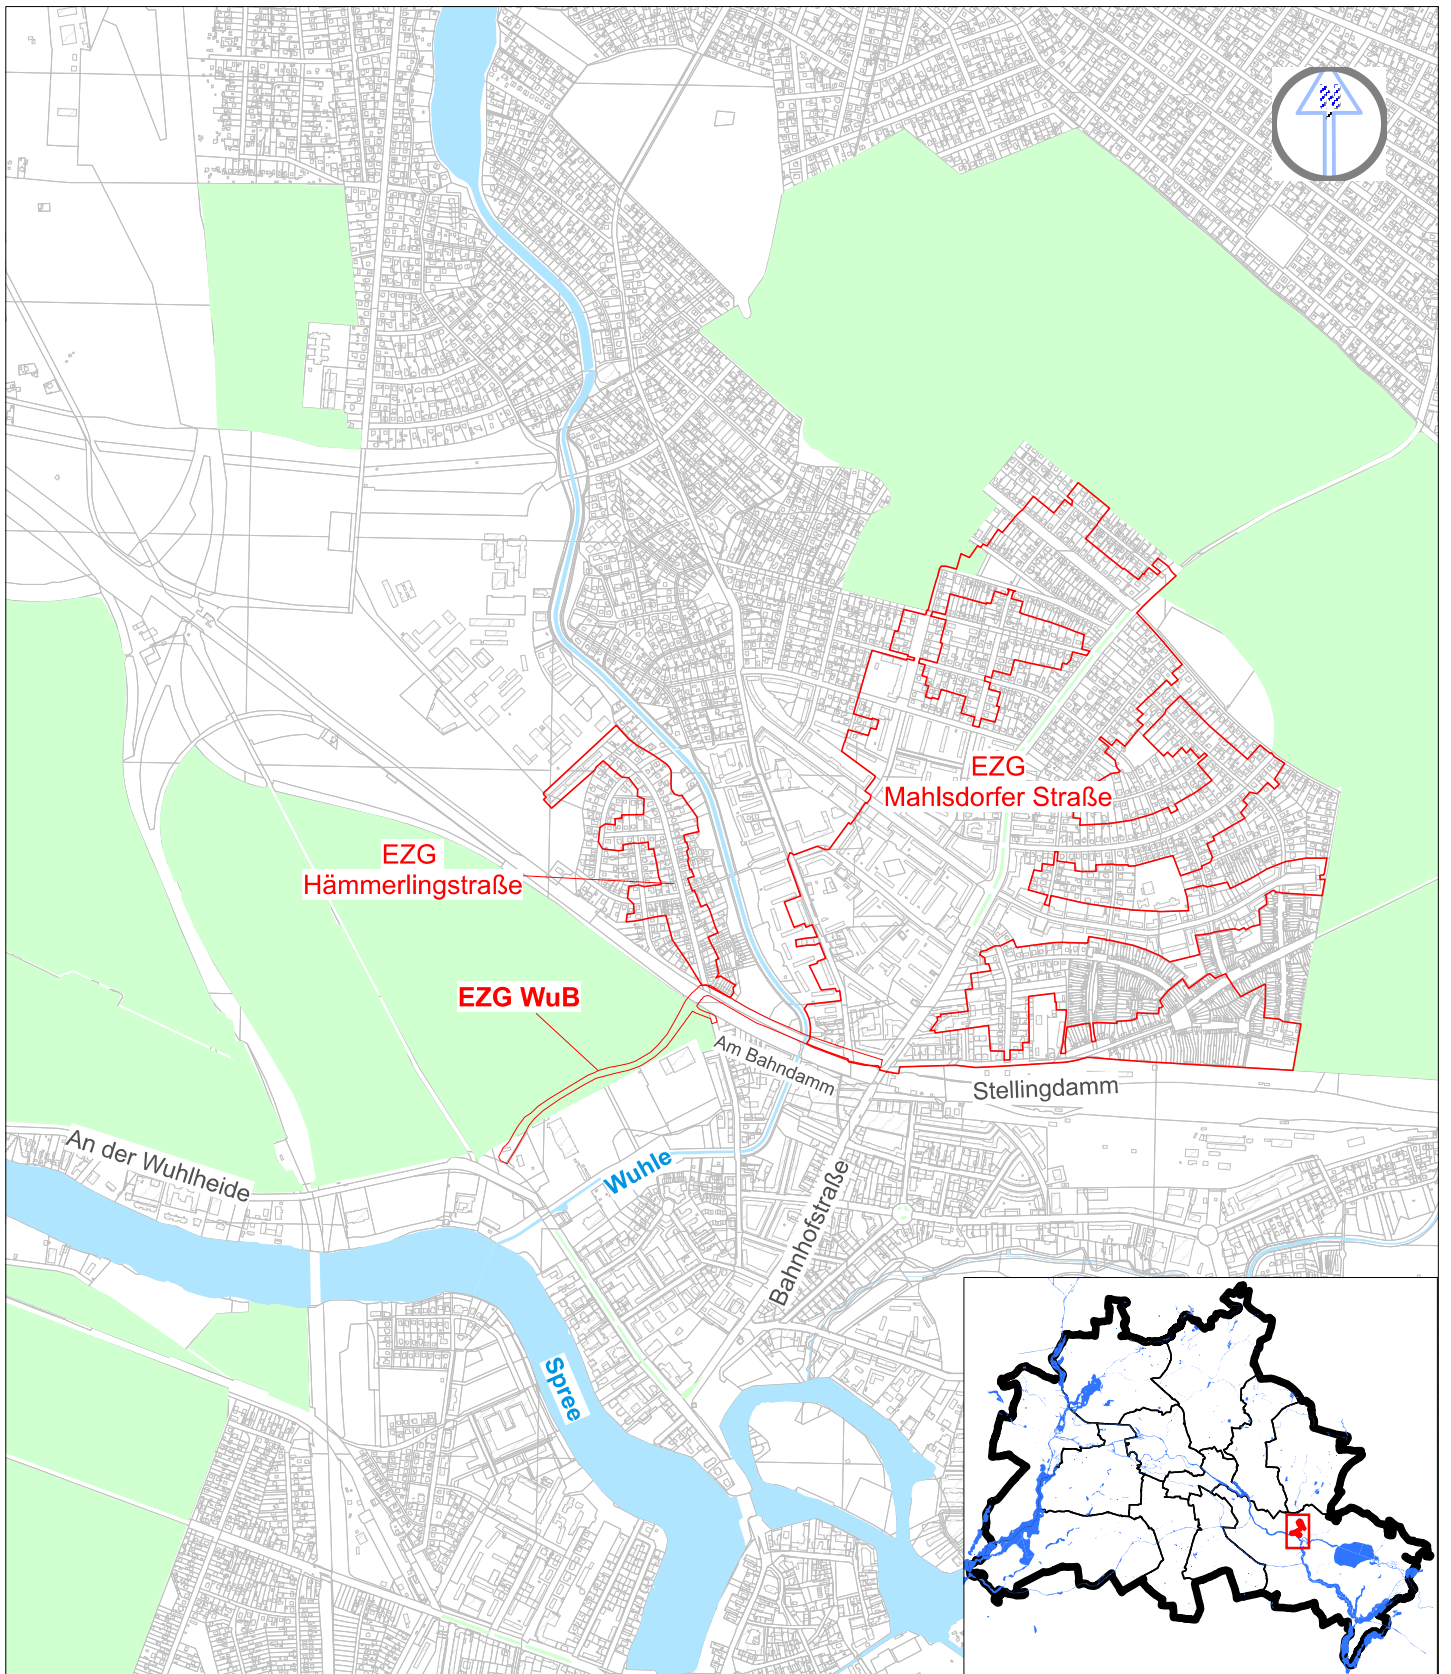 EZG
Mahlsdorfer Straße
EZG
Hämmerlingstraße
EZG WuB
Am Bahndamm
Stellingdamm
An der Wuhlheide
Wuhle
Bahnhofstraße
Spree